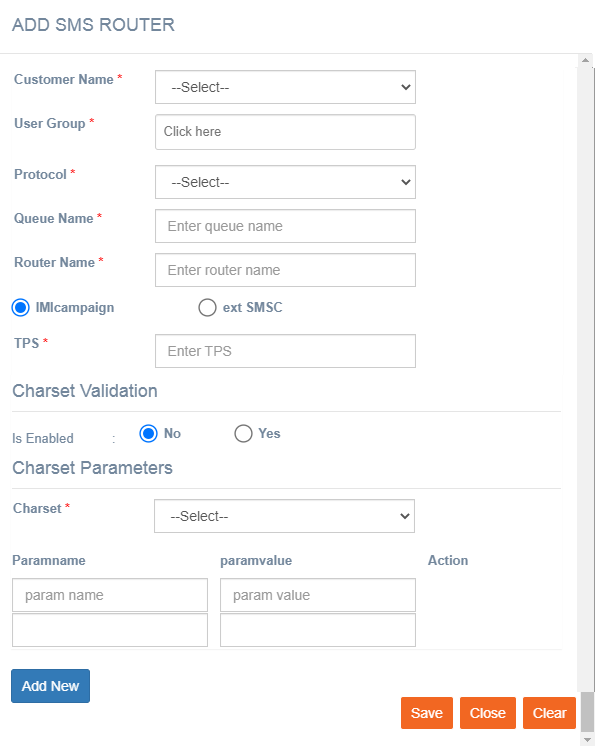 ADD SMS ROUTER
Customer Name * --Select--
User Group * Click here
Protocol * --Select--
Queue Name * Enter queue name
Router Name * Enter router name
IMIcampaign ext SMSC
TPS * Enter TPS
Charset Validation
Is Enabled : No Yes
Charset Parameters
Charset * --Select--
Paramname paramvalue Action
param name param value
Add New
Save Close Clear